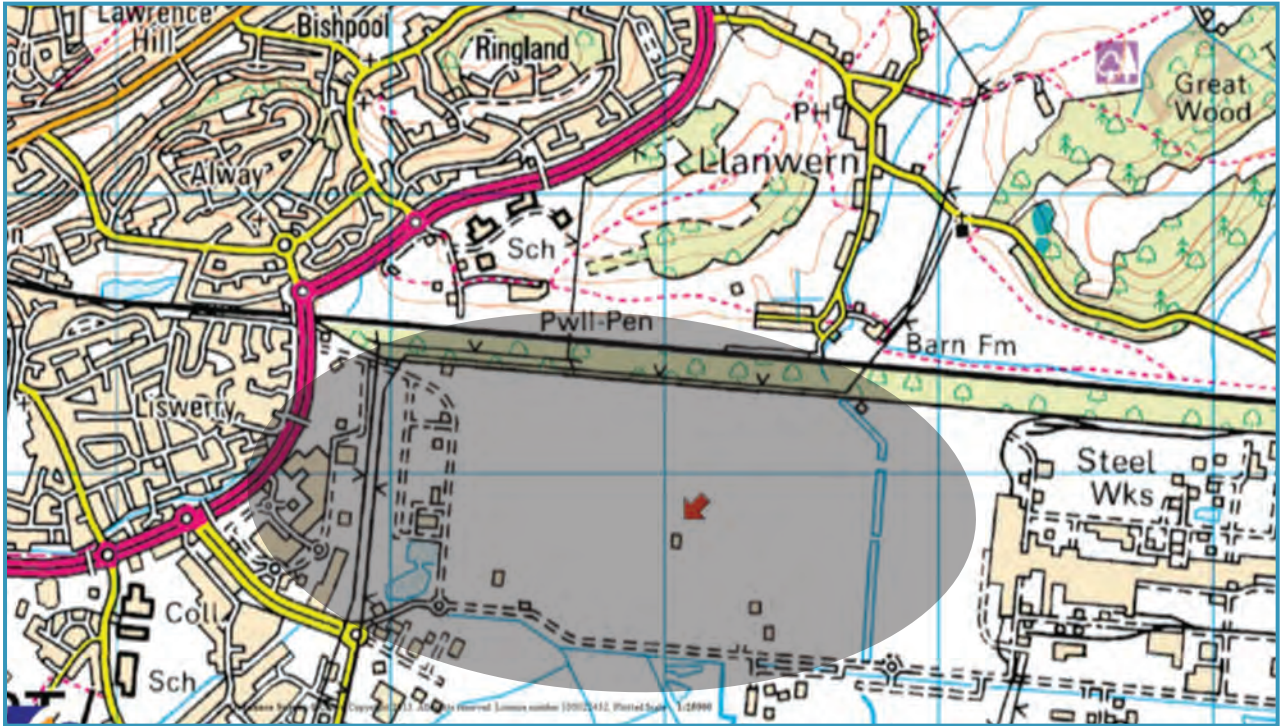 Lawrence
Hill
Bishpool
Ringland
Great
Wood
PH
Llanwern
Alway
Sch
Pwll-Pen
Barn Fm
Liswerry
Steel
Wks
Coll
Sch